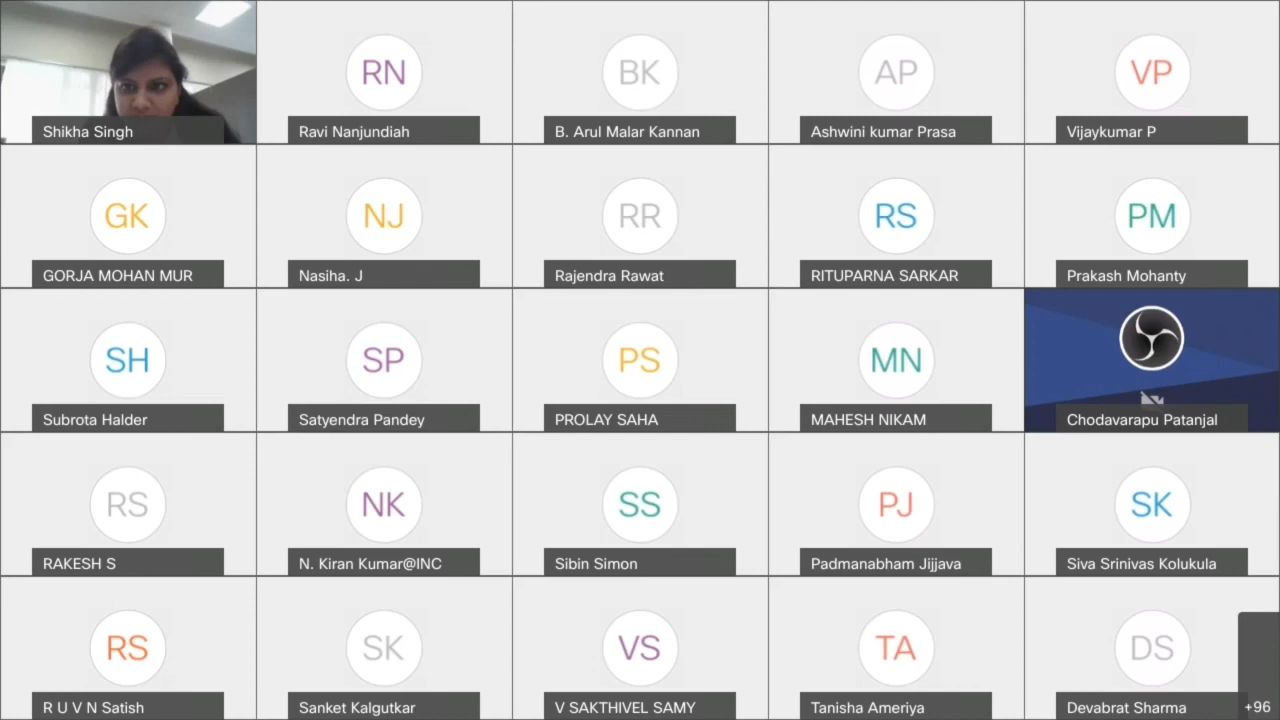 Shikha Singh
RN
Ravi Nanjundiah
BK
B. Arul Malar Kannan
AP
Ashwini kumar Prasa
VP
Vijaykumar P
GK
GORJA MOHAN MUR
NJ
Nasiha. J
RR
Rajendra Rawat
RS
RITUPARNA SARKAR
PM
Prakash Mohanty
SH
Subrota Halder
SP
Satyendra Pandey
PS
PROLAY SAHA
MN
MAHESH NIKAM
Chodavarapu Patanjal
RS
RAKESH S
NK
N. Kiran Kumar@INC
SS
Sibin Simon
PJ
Padmanabham Jijjava
SK
Siva Srinivas Kolukula
RS
R U V N Satish
SK
Sanket Kalgutkar
VS
V SAKTHIVEL SAMY
TA
Tanisha Ameriya
DS
Devabrat Sharma
+96